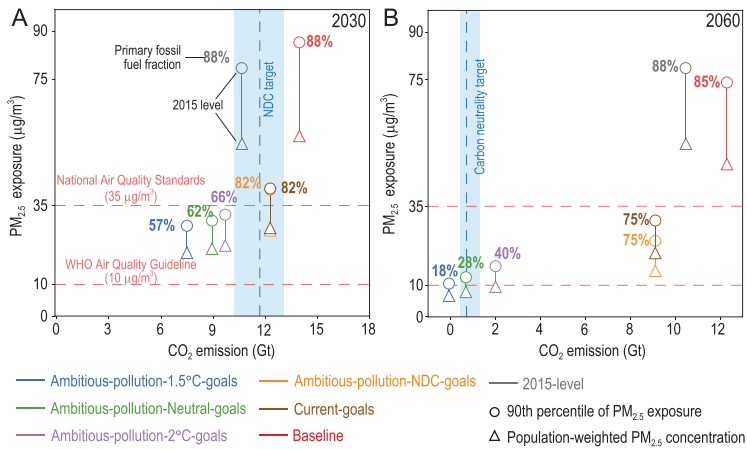 A
2030
90
75
35
10
0
PM2.5 exposure (μg/m3)
Primary fossil
fuel fraction
88%
2015 level
NDC target
88%
National Air Quality Standards
(35 μg/m3)
82%
82%
66%
62%
57%
WHO Air Quality Guideline
(10 μg/m3)
0
3
6
9
12
15
18
CO2 emission (Gt)
B
2060
90
75
35
10
0
PM2.5 exposure (μg/m3)
Carbon neutrality target
88%
85%
75%
75%
40%
28%
18%
0
2
4
6
8
10
12
CO2 emission (Gt)
Ambitious-pollution-1.5°C-goals
Ambitious-pollution-Neutral-goals
Ambitious-pollution-2°C-goals
Ambitious-pollution-NDC-goals
Current-goals
Baseline
2015-level
90th percentile of PM2.5 exposure
Population-weighted PM2.5 concentration